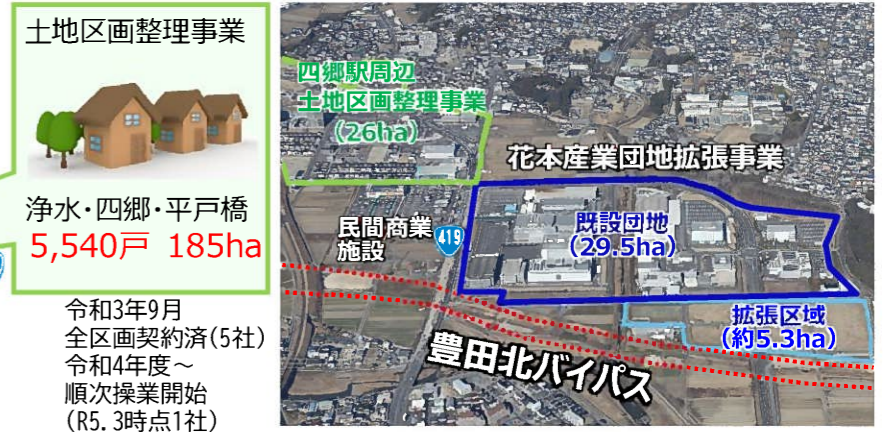 土地区画整理事業
浄水・四郷・平戸橋
5,540戸 185ha
令和3年9月
全区画契約済(5社)
令和4年度～
順次操業開始
(R5.3時点1社)
四郷駅周辺
土地区画整理事業
(26ha)
花本産業団地拡張事業
民間商業
施設
419
既設団地
(29.5ha)
拡張区域
(約5.3ha)
豊田北バイパス